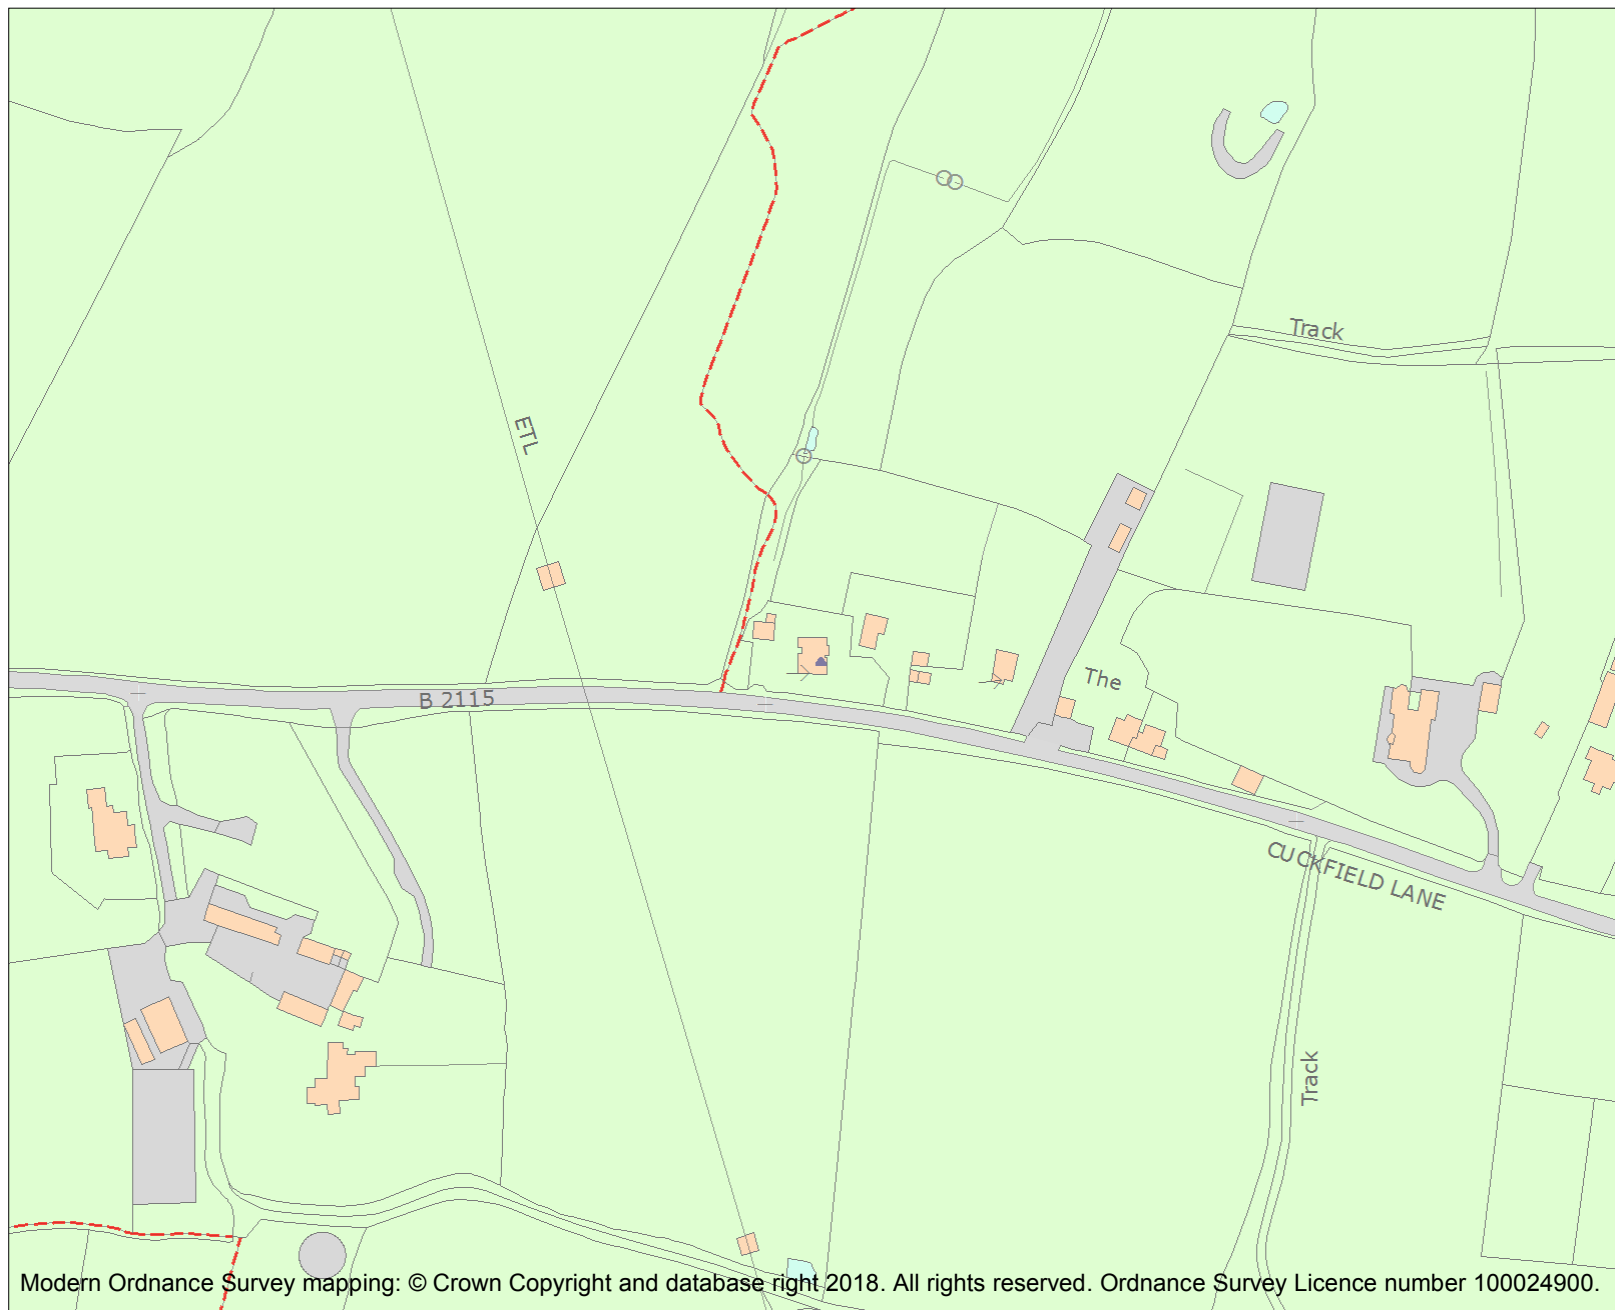 Track
ETL
The
B 2115
CUCKFIELD LANE
Track
Modern Ordnance Survey mapping: © Crown Copyright and database right 2018. All rights reserved. Ordnance Survey Licence number 100024900.